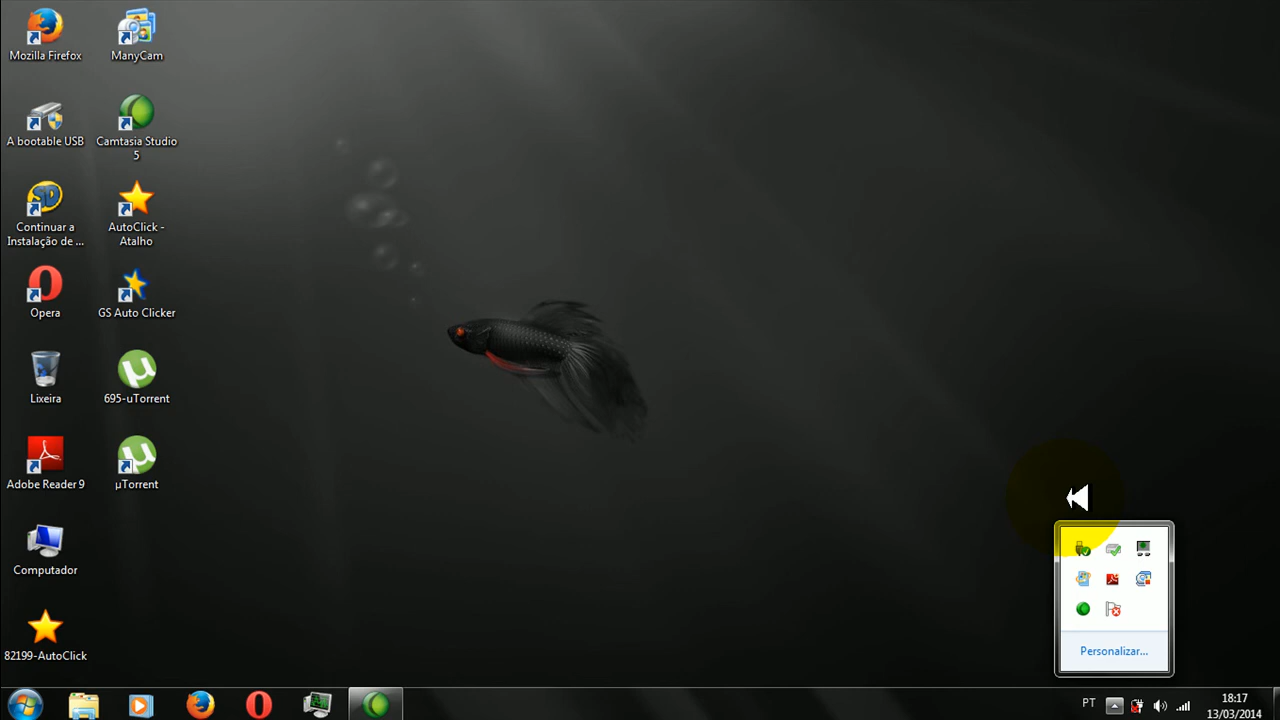 Mozilla Firefox
ManyCam
A bootable USB
Camtasia Studio
5
Continuar a
Instalação de ...
AutoClick -
Atalho
Opera
GS Auto Clicker
Lixeira
695-uTorrent
Adobe Reader 9
µTorrent
Computador
82199-AutoClick
Personalizar...
PT
18:17
13/03/2014